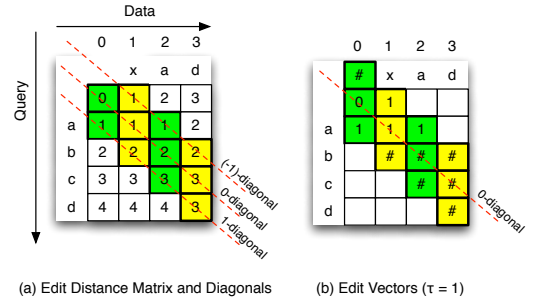 Data
0 1 2 3
x a d
0 1 2 3
a 1 1 1 2
b 2 2 2 2
c 3 3 3 3
d 4 4 4 3
Query
(-1)-diagonal
0-diagonal
1-diagonal
(a) Edit Distance Matrix and Diagonals
0 1 2 3
# x a d
0 1
a 1 1 1
b # # #
c # #
d #
0-diagonal
(b) Edit Vectors (τ = 1)